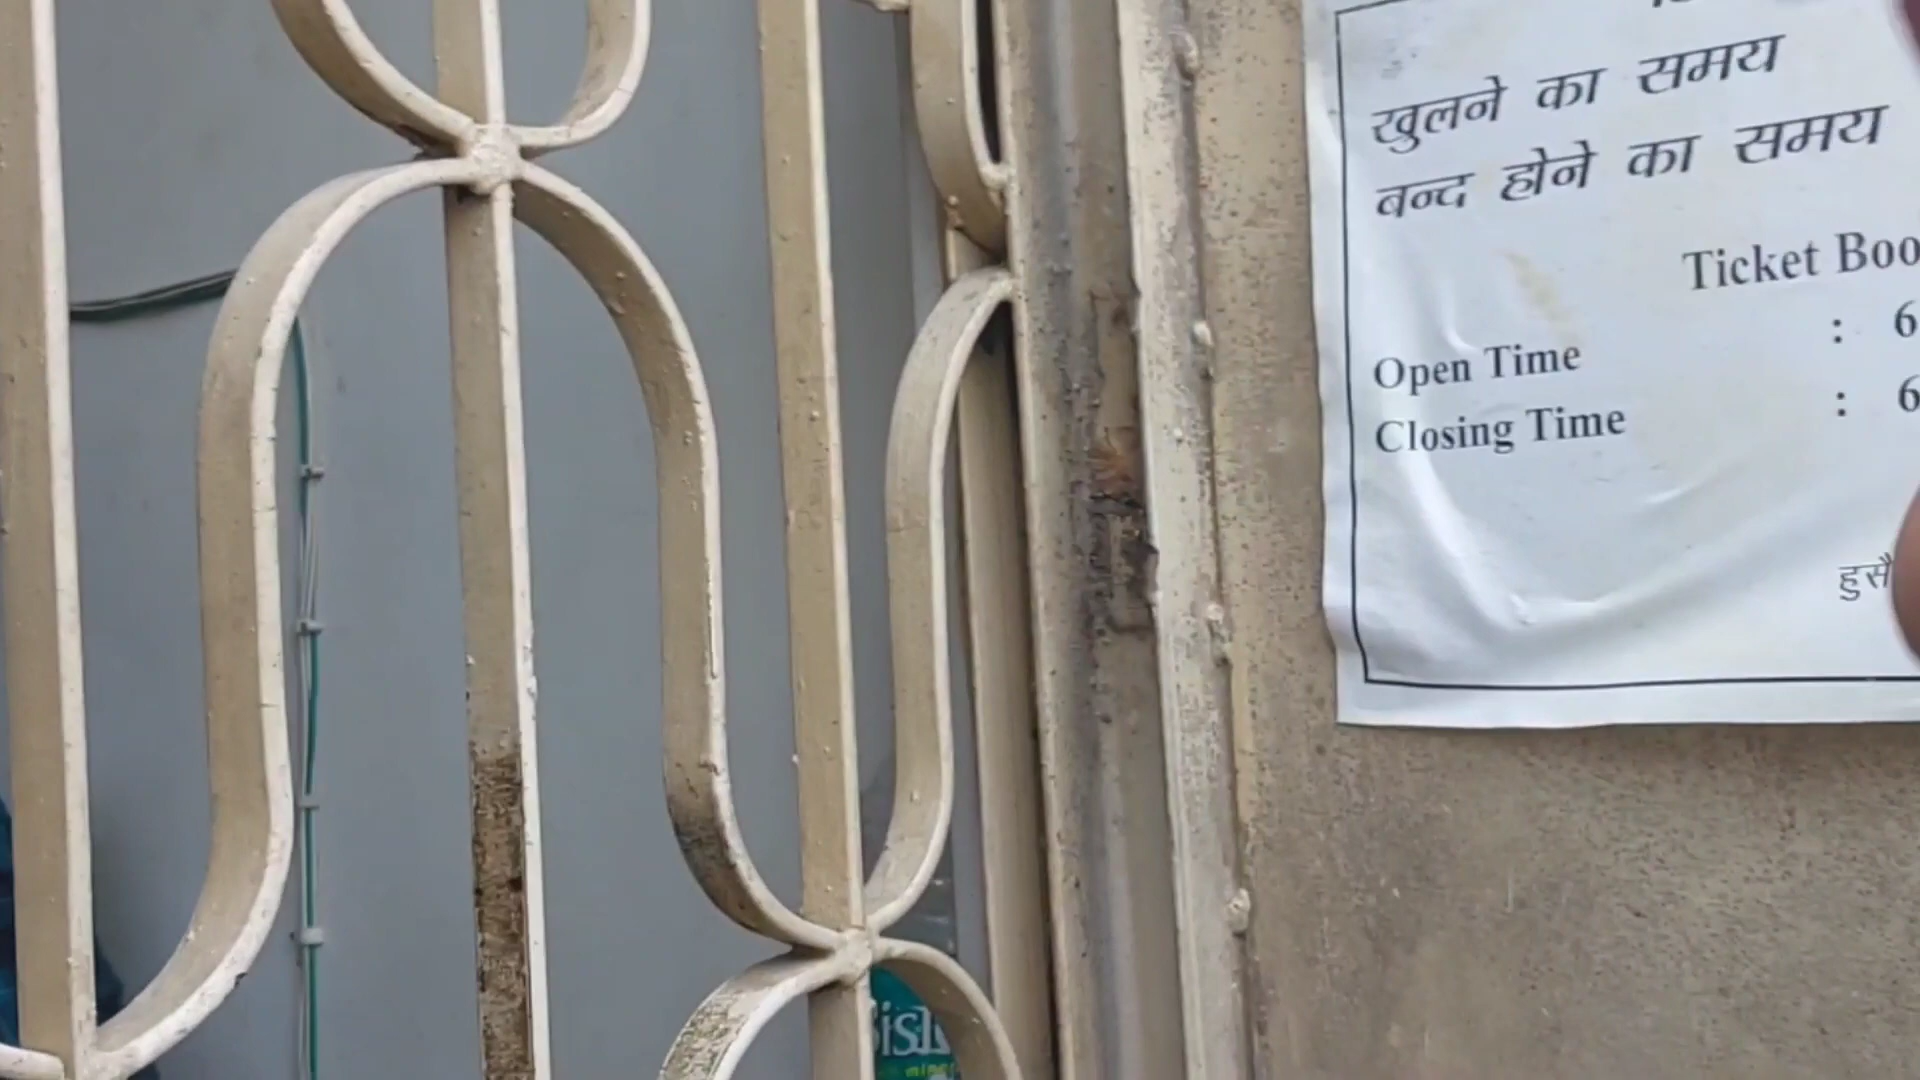 खुलने का समय
बन्द होने का समय
Ticket Boo
: 6
Open Time
: 6
Closing Time
हुसै